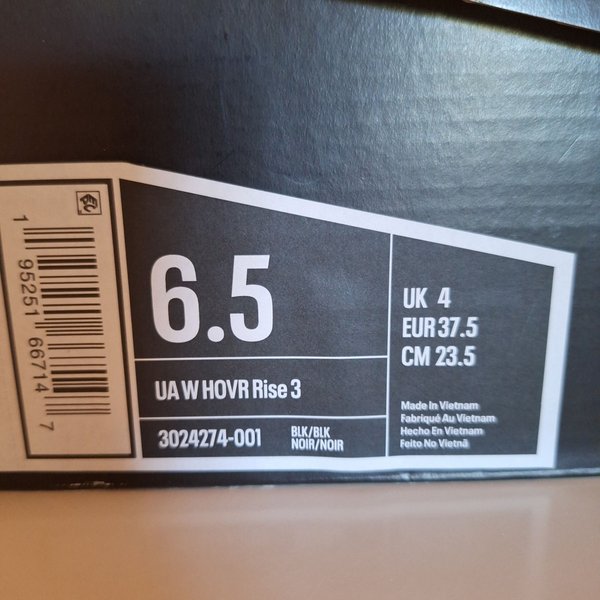 1 95251 66714 7
6.5
UA W HOVR Rise 3
3024274-001
BLK/BLK
NOIR/NOIR
UK 4
EUR 37.5
CM 23.5
Made In Vietnam
Fabriqué Au Vietnam
Hecho En Vietnam
Feito No Vietnã